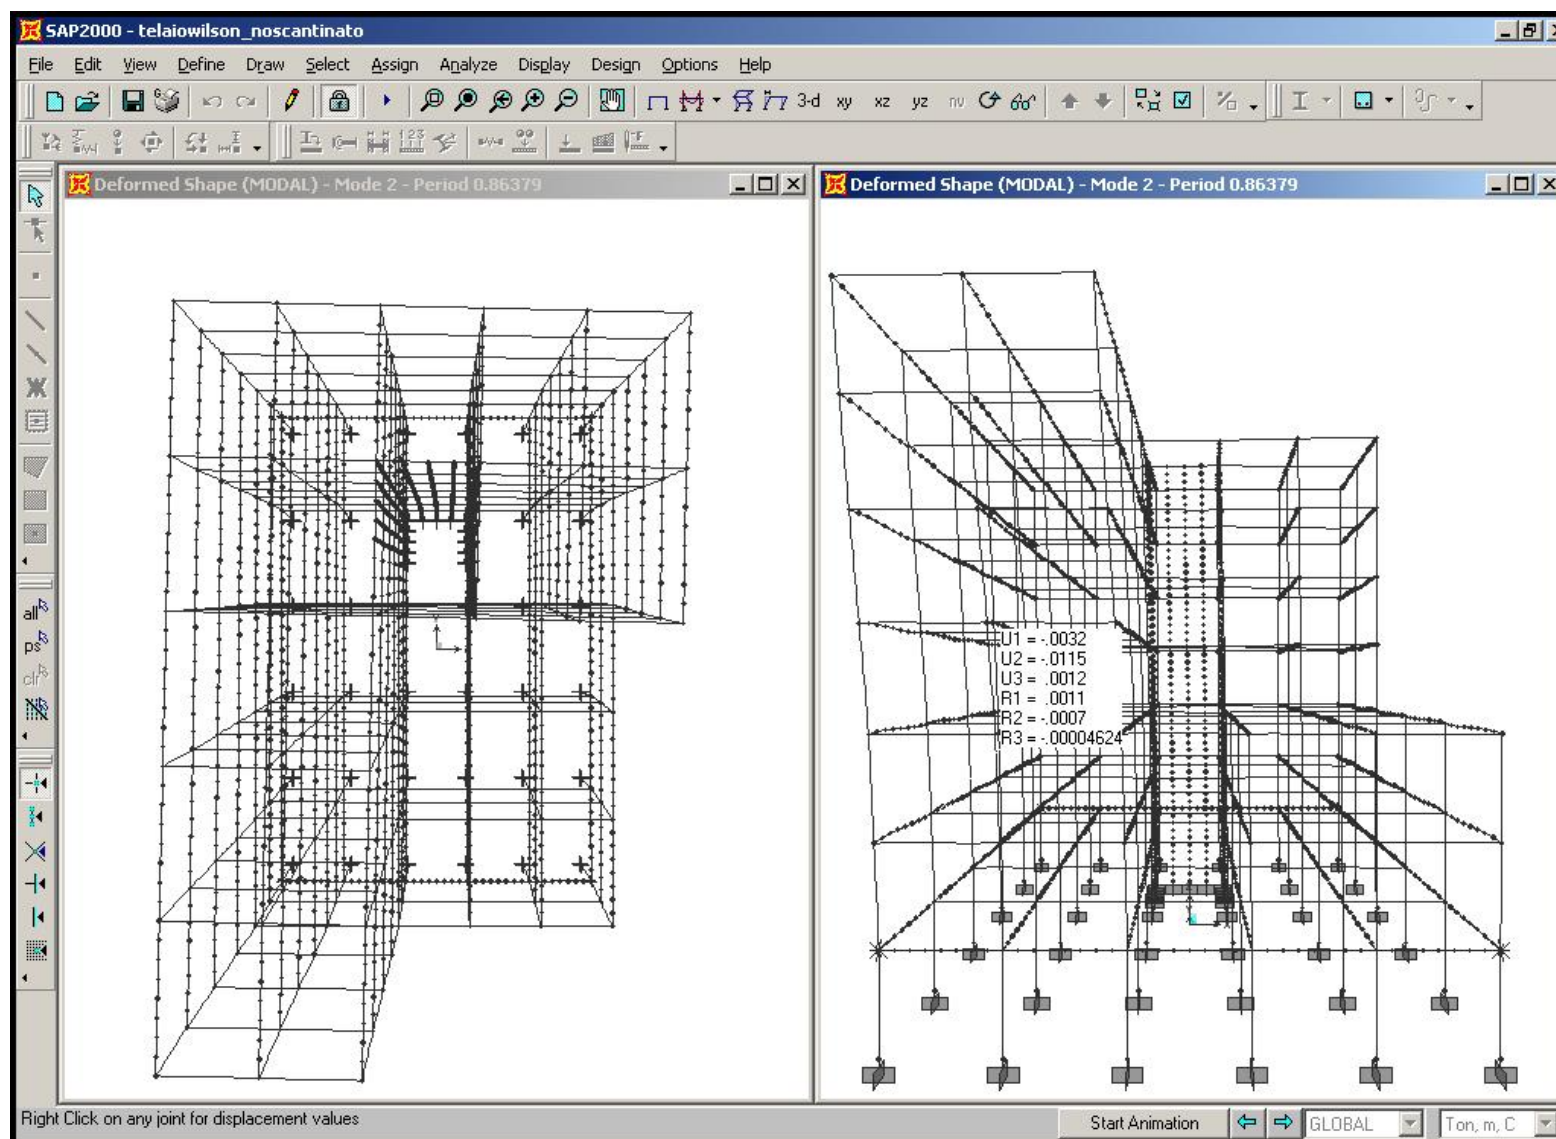 SAP2000 - telaiowilson_noscantinato
File Edit View Define Draw Select Assign Analyze Display Design Options Help
3-d xy xz yz nv
Deformed Shape (MODAL) - Mode 2 - Period 0.86379
Deformed Shape (MODAL) - Mode 2 - Period 0.86379
all
ps
clr
U1 = -.0032
U2 = -.0115
U3 = .0012
R1 = .0011
R2 = -.0007
R3 = -.00004624
Right Click on any joint for displacement values
Start Animation
GLOBAL
Ton, m, C